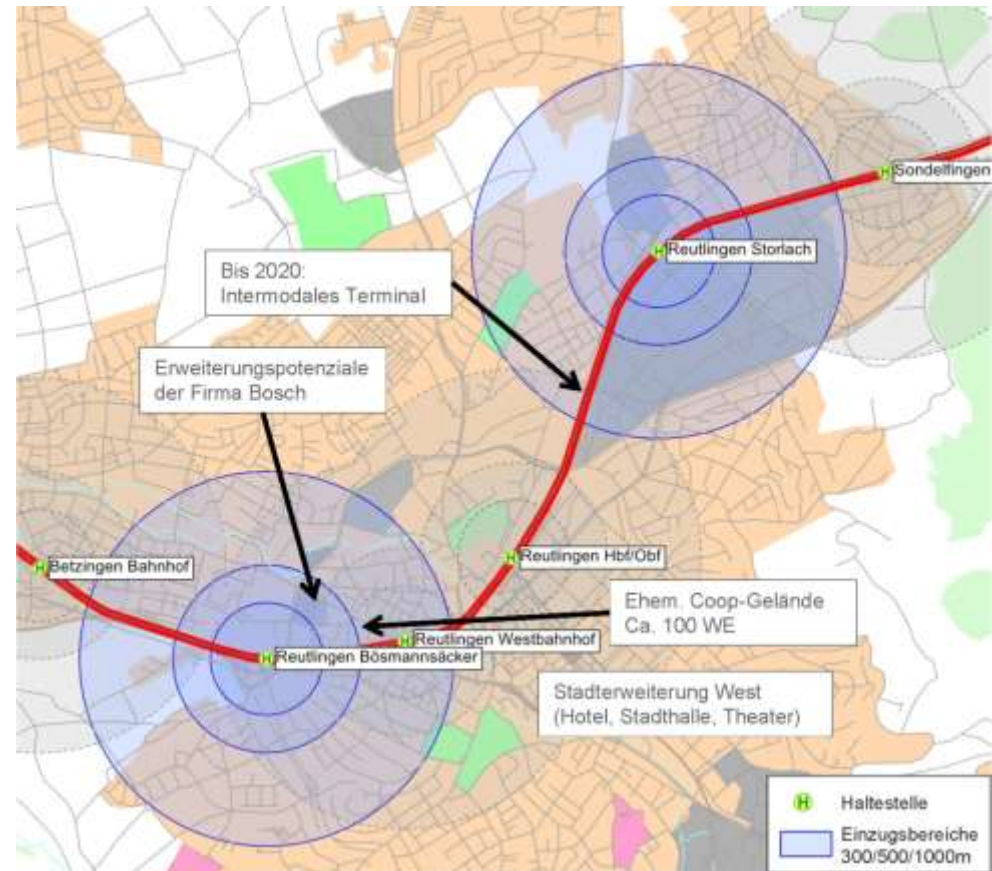 Sondelfingen
Reutlingen Storlach
Bis 2020:
Intermodales Terminal
Erweiterungspotenziale
der Firma Bosch
Betzingen Bahnhof
Reutlingen Hbf/Obf
Ehem. Coop-Gelände
Ca. 100 WE
Reutlingen Westbahnhof
Reutlingen Bösmannsäcker
Stadterweiterung West
(Hotel, Stadthalle, Theater)
H Haltestelle
Einzugsbereiche
300/500/1000m